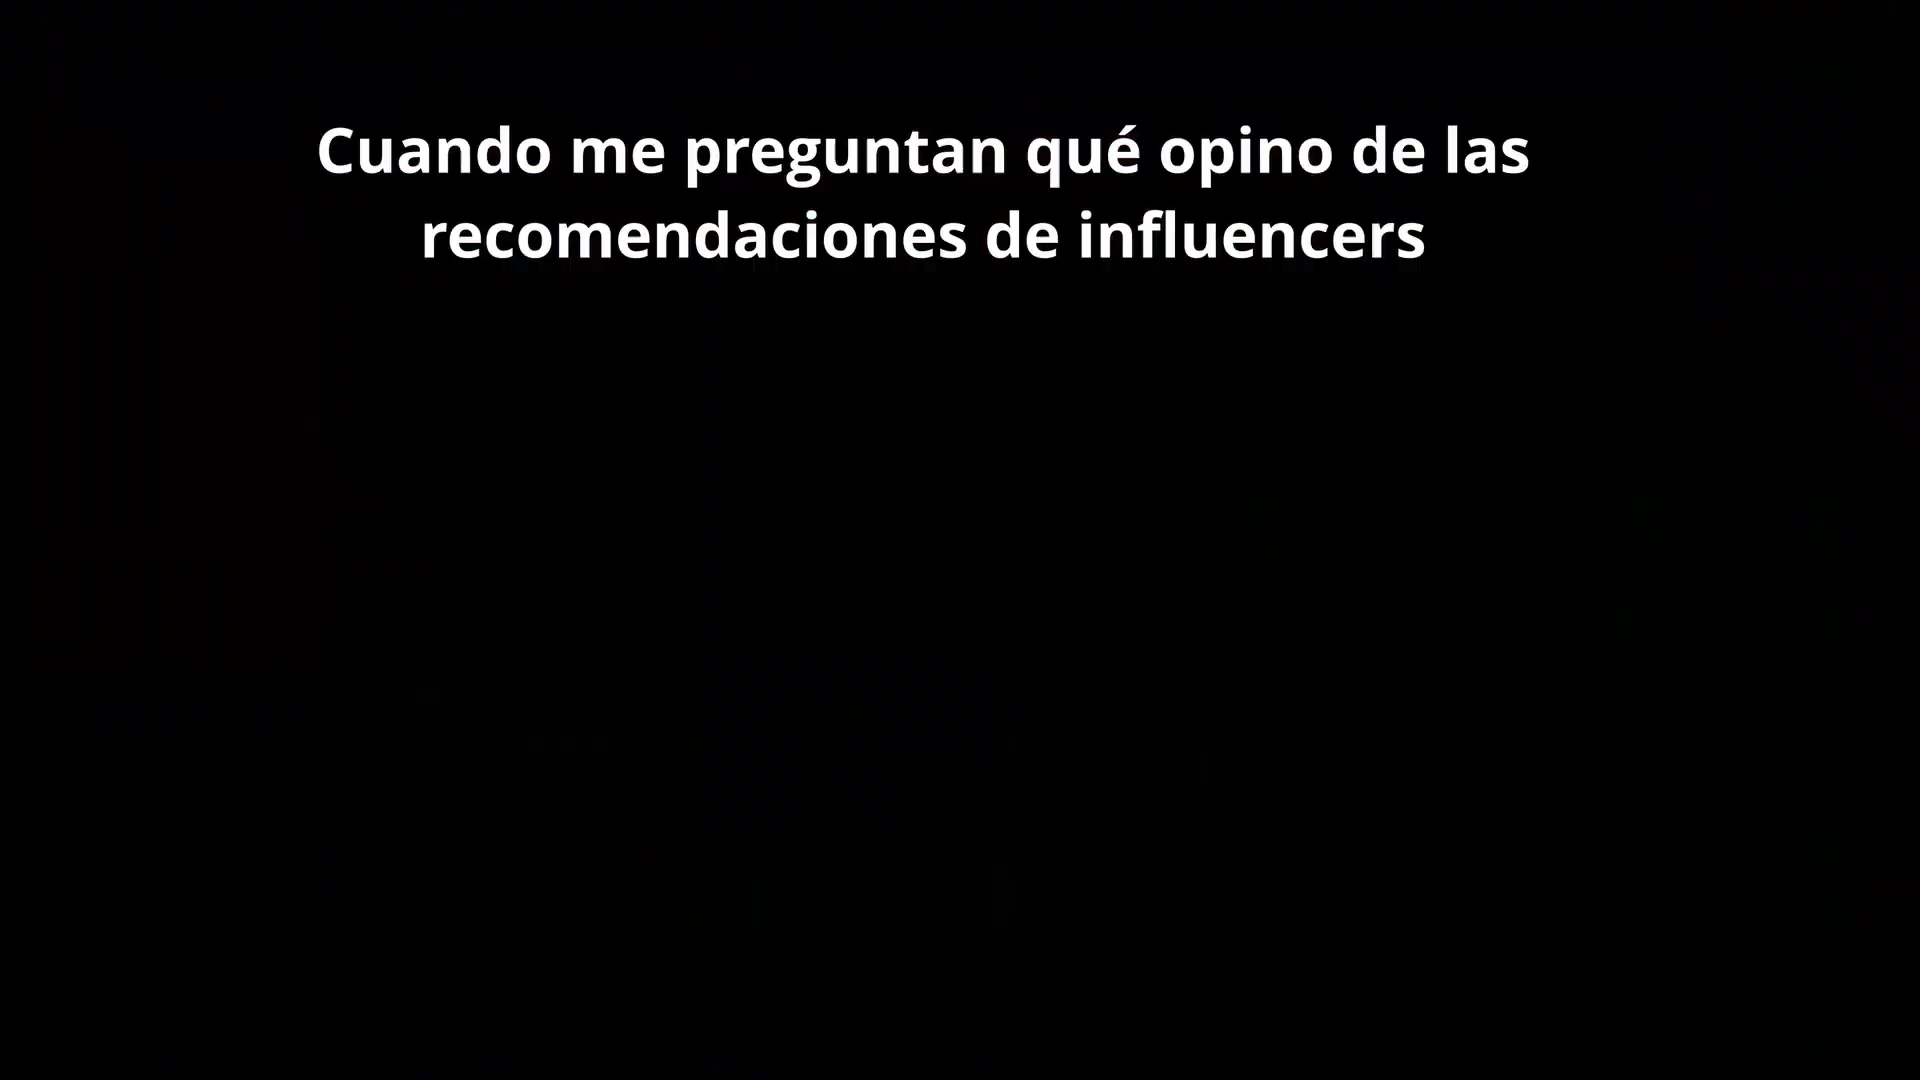 Cuando me preguntan qué opino de las
recomendaciones de influencers